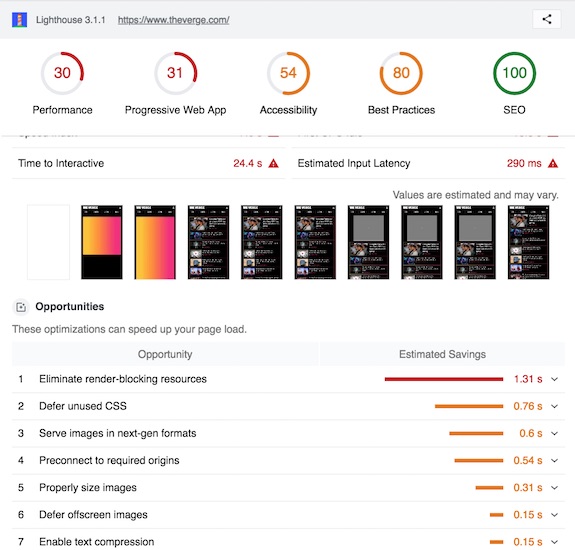 Lighthouse 3.1.1 https://www.theverge.com/
30 31 54 80 100
Performance Progressive Web App Accessibility Best Practices SEO
Time to Interactive 24.4 s Estimated Input Latency 290 ms
Values are estimated and may vary.
Opportunities
These optimizations can speed up your page load.
Opportunity Estimated Savings
1 Eliminate render-blocking resources 1.31 s
2 Defer unused CSS 0.76 s
3 Serve images in next-gen formats 0.6 s
4 Preconnect to required origins 0.54 s
5 Properly size images 0.31 s
6 Defer offscreen images 0.15 s
7 Enable text compression 0.15 s